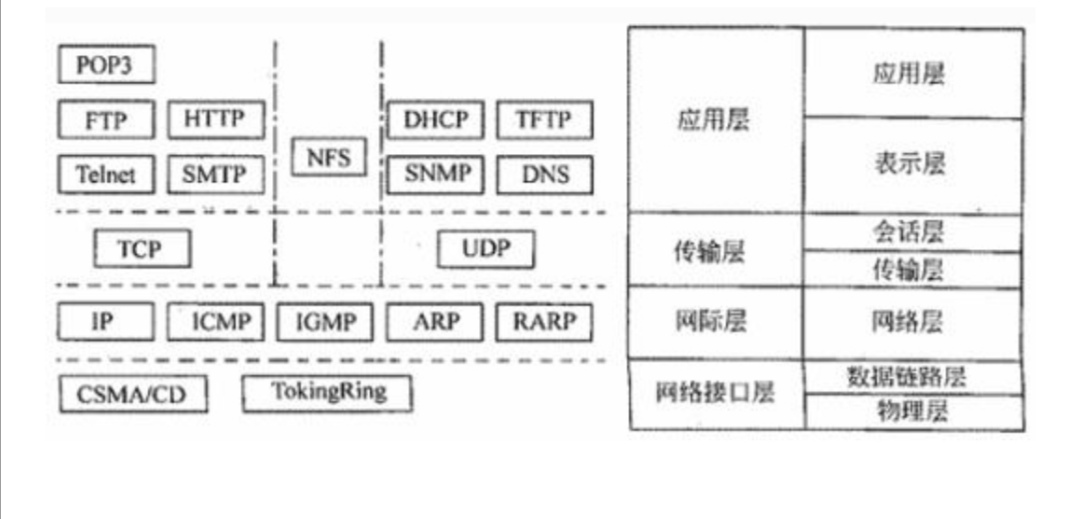 POP3
FTP HTTP DHCP TFTP
NFS
Telnet SMTP SNMP DNS
TCP UDP
IP ICMP IGMP ARP RARP
CSMA/CD TokingRing
应用层 应用层
表示层
传输层 会话层
传输层
网际层 网络层
网络接口层 数据链路层
物理层